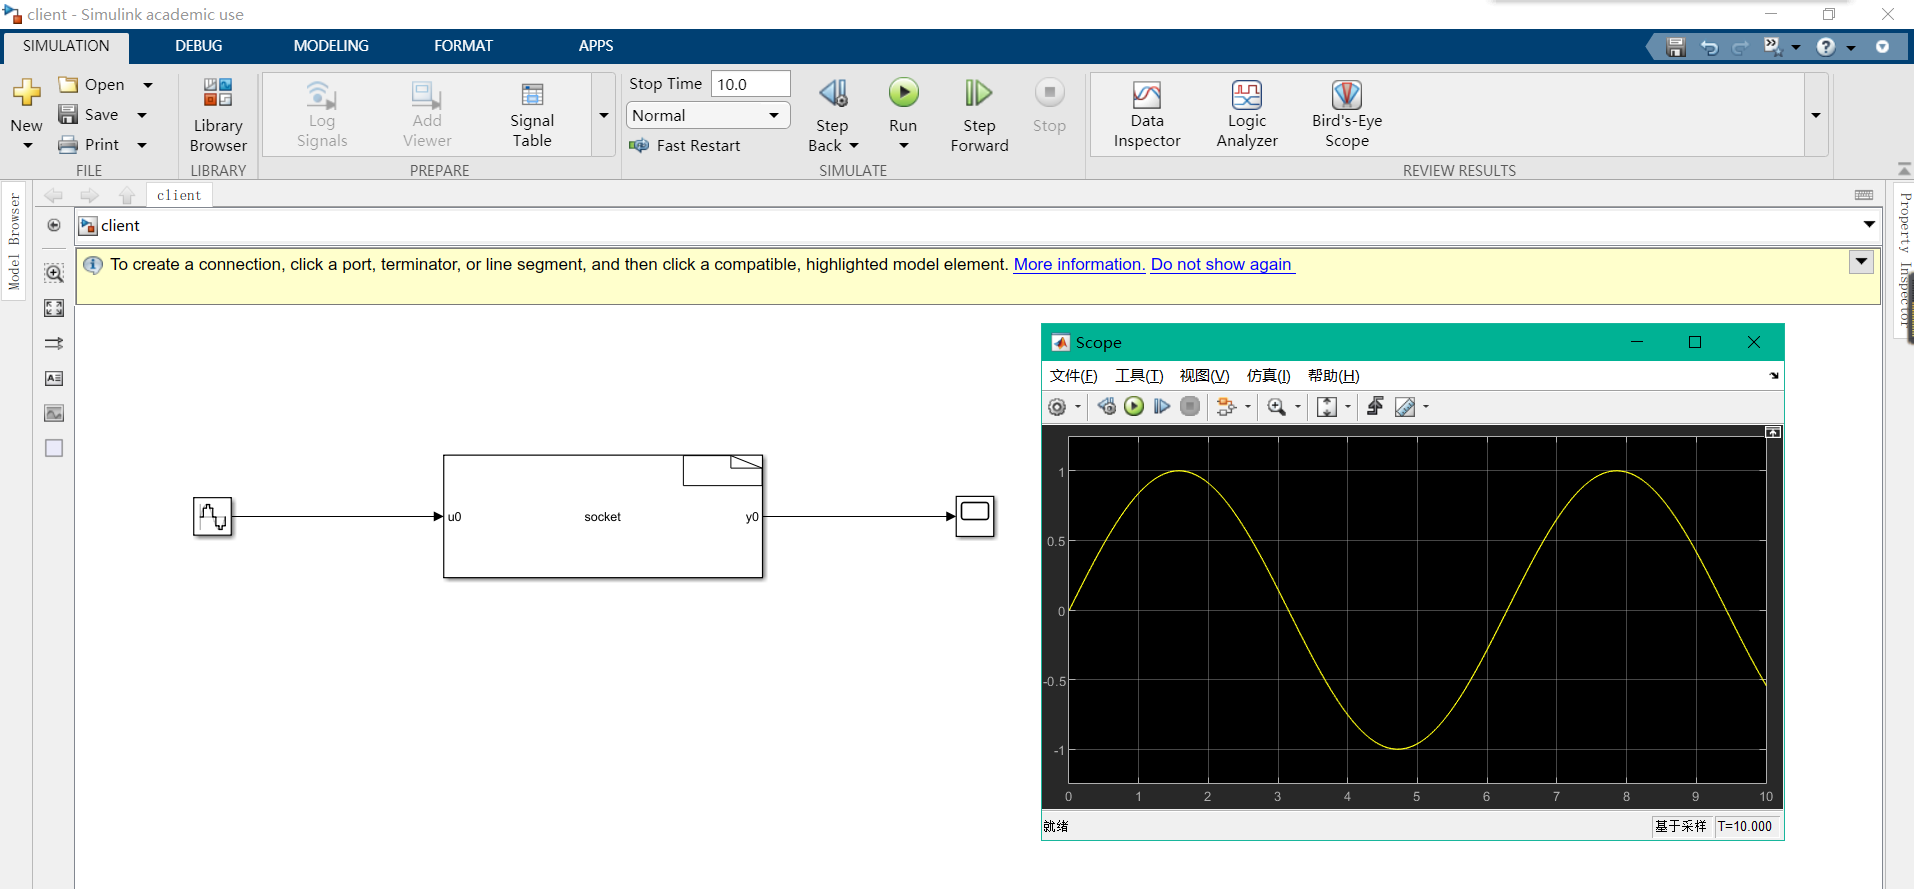 client - Simulink academic use
SIMULATION DEBUG MODELING FORMAT APPS
New
Open
Save
Print
FILE
Library Browser
LIBRARY
Log Signals
Add Viewer
Signal Table
PREPARE
Stop Time 10.0
Normal
Fast Restart
Step Back
Run
Step Forward
Stop
SIMULATE
Data Inspector
Logic Analyzer
Bird's-Eye Scope
REVIEW RESULTS
Model Browser
client
client
Property Inspector
To create a connection, click a port, terminator, or line segment, and then click a compatible, highlighted model element. More information. Do not show again
u0 socket y0
Scope
文件(F) 工具(T) 视图(V) 仿真(I) 帮助(H)
1
0.5
0
-0.5
-1
0 1 2 3 4 5 6 7 8 9 10
就绪 基于采样 T=10.000